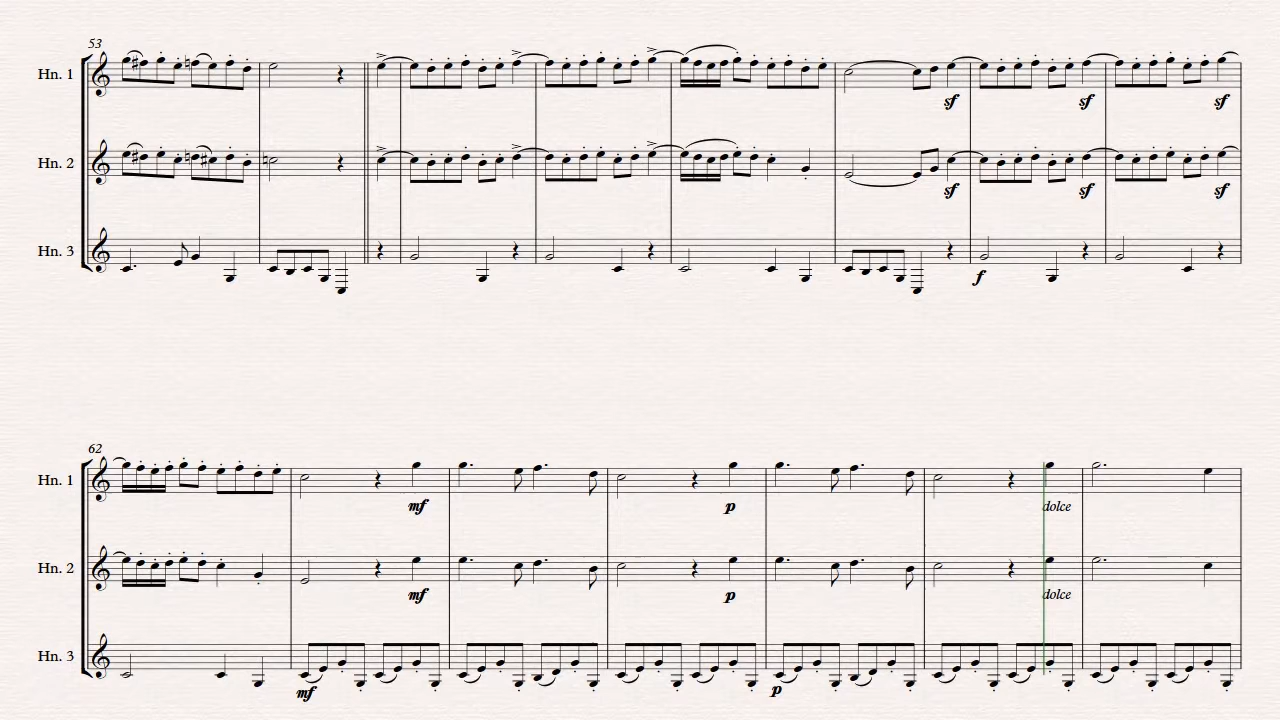 53
Hn. 1
sf sf sf
Hn. 2
sf sf sf
Hn. 3
f
62
Hn. 1
mf p dolce
Hn. 2
mf p dolce
Hn. 3
mf p